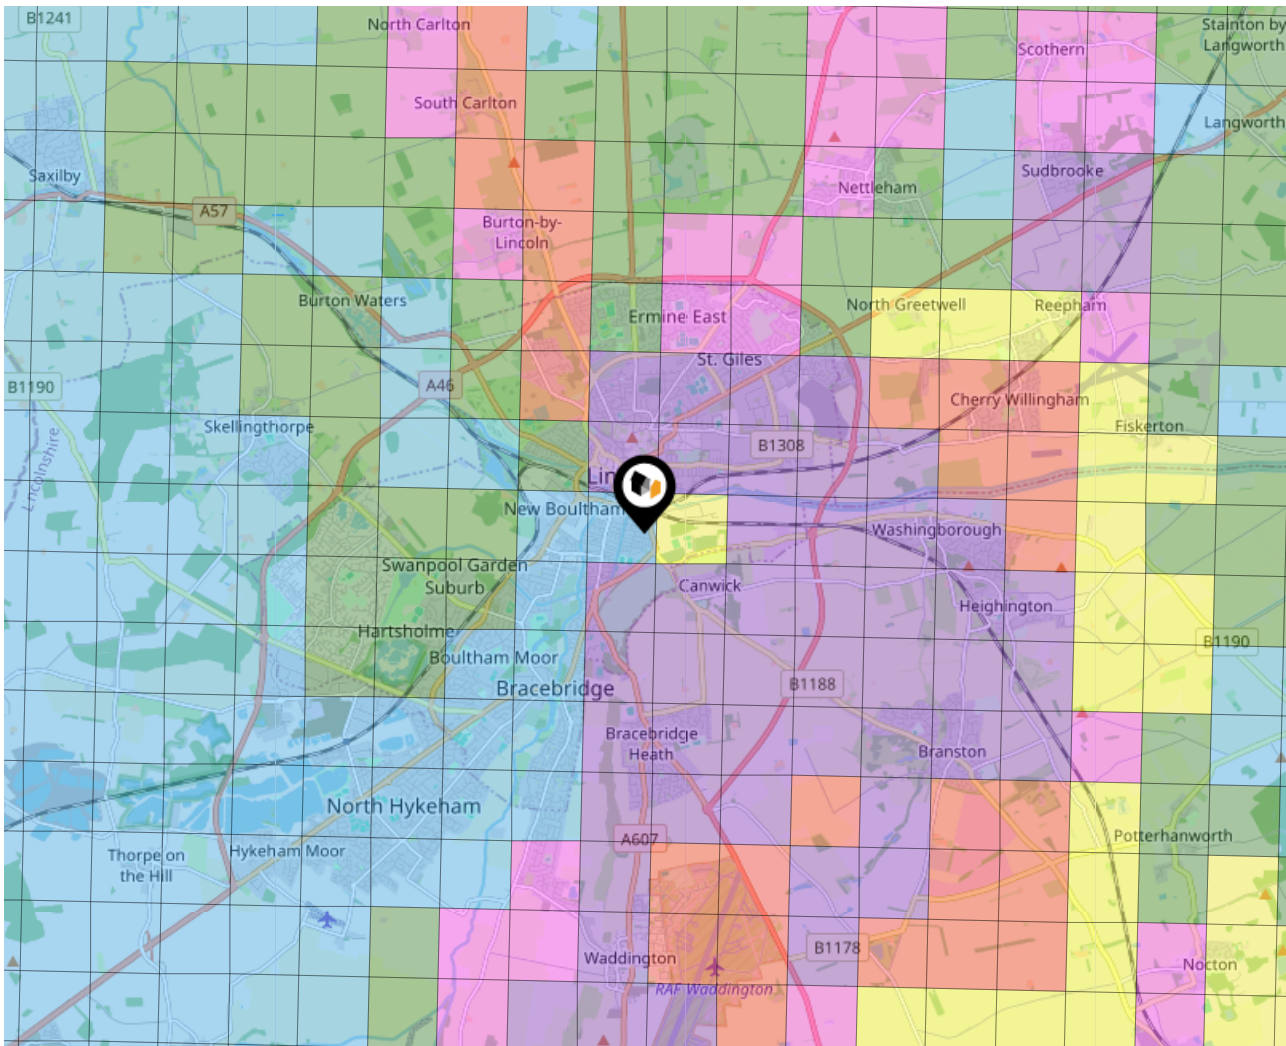 B1241
North Carlton
Scothern
Stainton by
Langworth
South Carlton
Langworth
Saxilby
Sudbrooke
Nettleham
A57
Burton-by-
Lincoln
Burton Waters
Ermine East
North Greetwell
Reepham
St. Giles
B1190
A46
Cherry Willingham
Skellingthorpe
Fiskerton
B1308
Lincolnshire
Lin
New Boultham
Washingborough
Swanpool Garden
Suburb
Canwick
Heighington
Hartsholme
B1190
Boultham Moor
Bracebridge
B1188
Bracebridge
Heath
Branston
North Hykeham
A607
Potterhanworth
Thorpe on
the Hill
Hykeham Moor
B1178
Waddington
Nocton
RAF Waddington